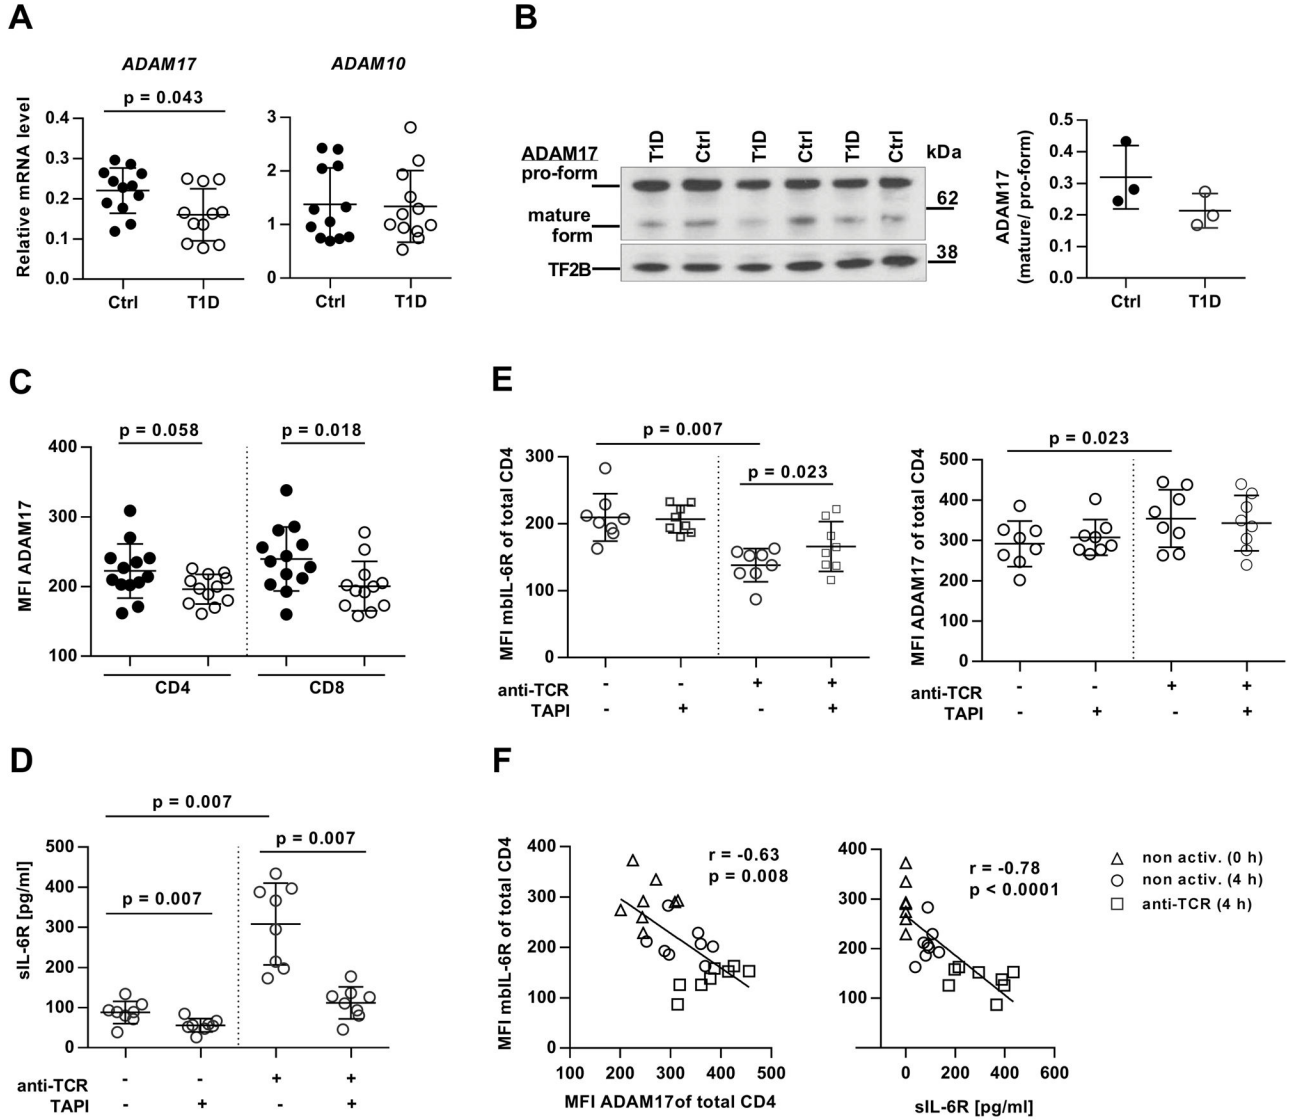 A
ADAM17
p = 0.043
Relative mRNA level
0.4
0.3
0.2
0.1
0.0
Ctrl
T1D
ADAM10
3
2
1
0
Ctrl
T1D
B
T1D
Ctrl
T1D
Ctrl
T1D
Ctrl
kDa
ADAM17
pro-form
mature
form
TF2B
62
38
ADAM17
(mature/ pro-form)
0.5
0.4
0.3
0.2
0.1
0.0
Ctrl
T1D
C
p = 0.058
p = 0.018
MFI ADAM17
400
300
200
100
CD4
CD8
D
p = 0.007
p = 0.007
p = 0.007
sIL-6R [pg/ml]
500
400
300
200
100
0
anti-TCR - - + +
TAPI - + - +
E
p = 0.007
p = 0.023
MFI mbIL-6R of total CD4
300
200
100
0
anti-TCR - - + +
TAPI - + - +
p = 0.023
MFI ADAM17 of total CD4
500
400
300
200
100
0
anti-TCR - - + +
TAPI - + - +
F
MFI mbIL-6R of total CD4
400
300
200
100
0
r = -0.63
p = 0.008
100 200 300 400 500
MFI ADAM17of total CD4
400
300
200
100
r = -0.78
p < 0.0001
0 200 400 600
sIL-6R [pg/ml]
non activ. (0 h)
non activ. (4 h)
anti-TCR (4 h)